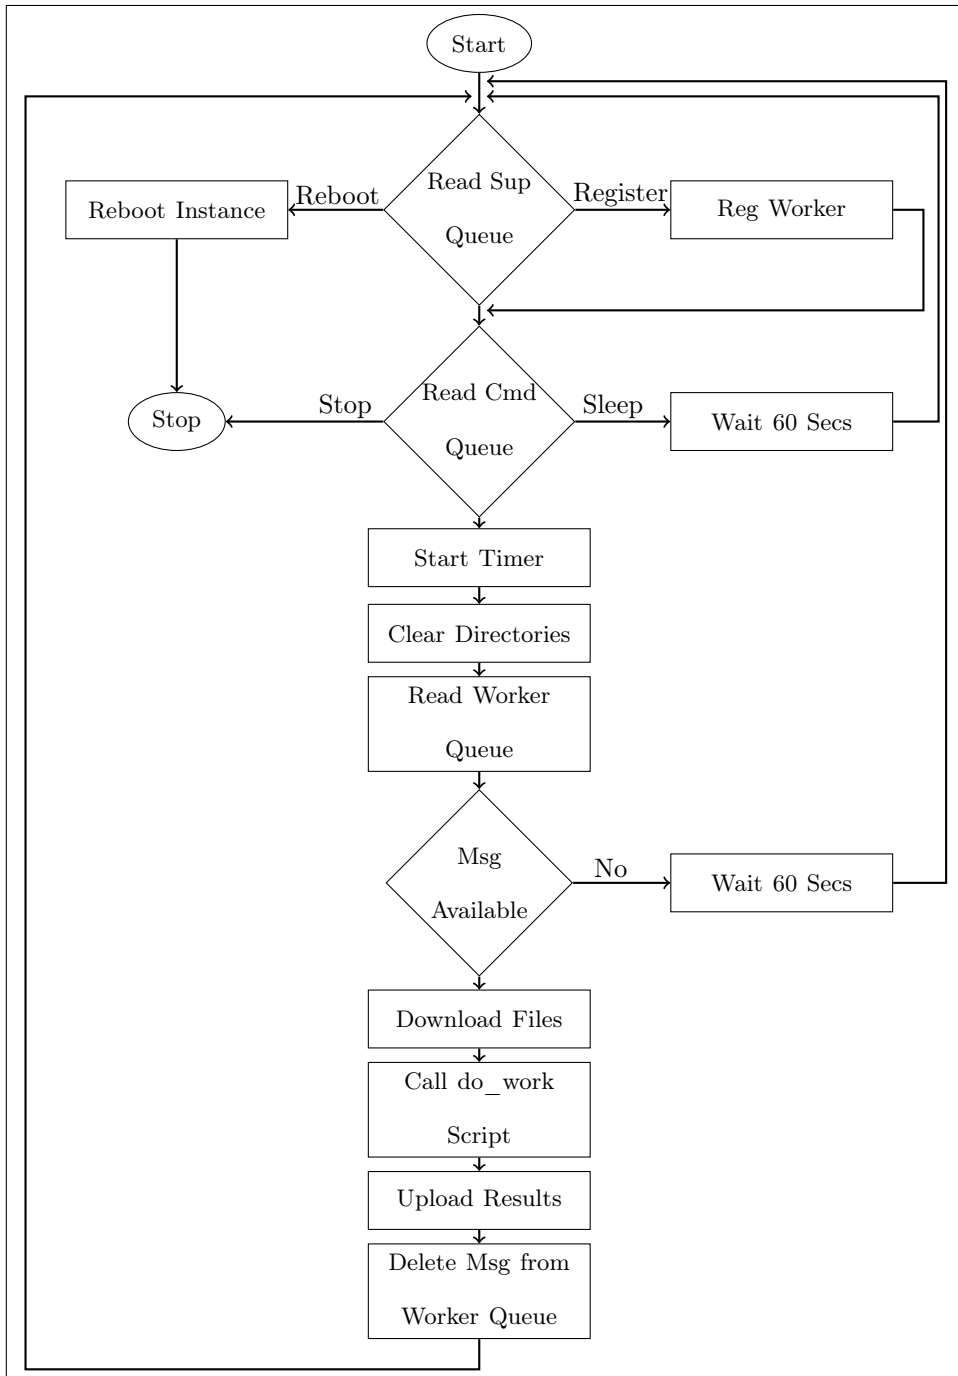 Start
Read Sup
Queue
Reboot
Register
Reboot Instance
Reg Worker
Read Cmd
Queue
Stop
Sleep
Stop
Wait 60 Secs
Start Timer
Clear Directories
Read Worker
Queue
Msg
Available
No
Wait 60 Secs
Download Files
Call do_work
Script
Upload Results
Delete Msg from
Worker Queue